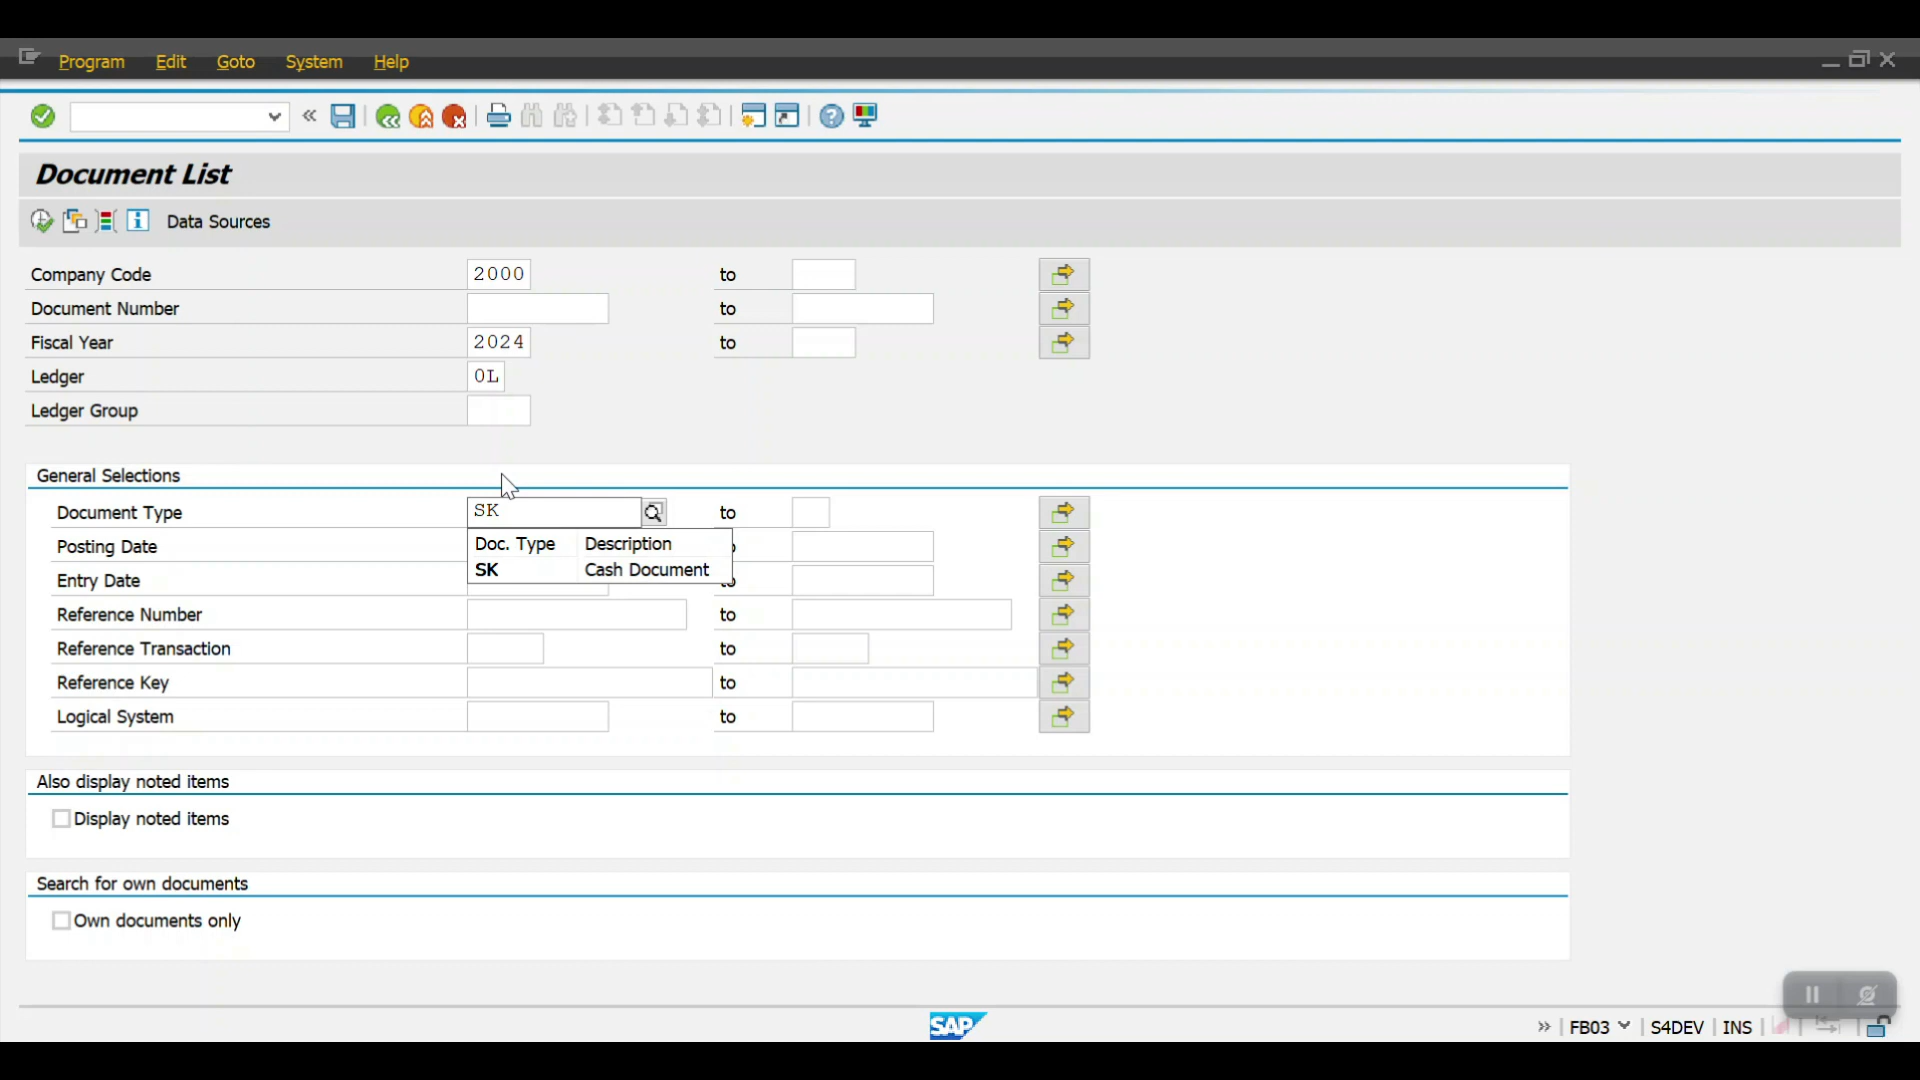 Program Edit Goto System Help
Document List
Data Sources
Company Code 2000 to
Document Number to
Fiscal Year 2024 to
Ledger 0L
Ledger Group
General Selections
Document Type SK to
Doc. Type Description
Posting Date
SK Cash Document
Entry Date
Reference Number to
Reference Transaction to
Reference Key to
Logical System to
Also display noted items
Display noted items
Search for own documents
Own documents only
SAP FB03 S4DEV INS